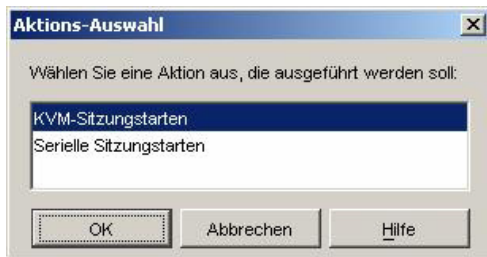 Aktions-Auswahl
Wählen Sie eine Aktion aus, die ausgeführt werden soll:
KVM-Sitzungstarten
Serielle Sitzungstarten
OK Abbrechen Hilfe